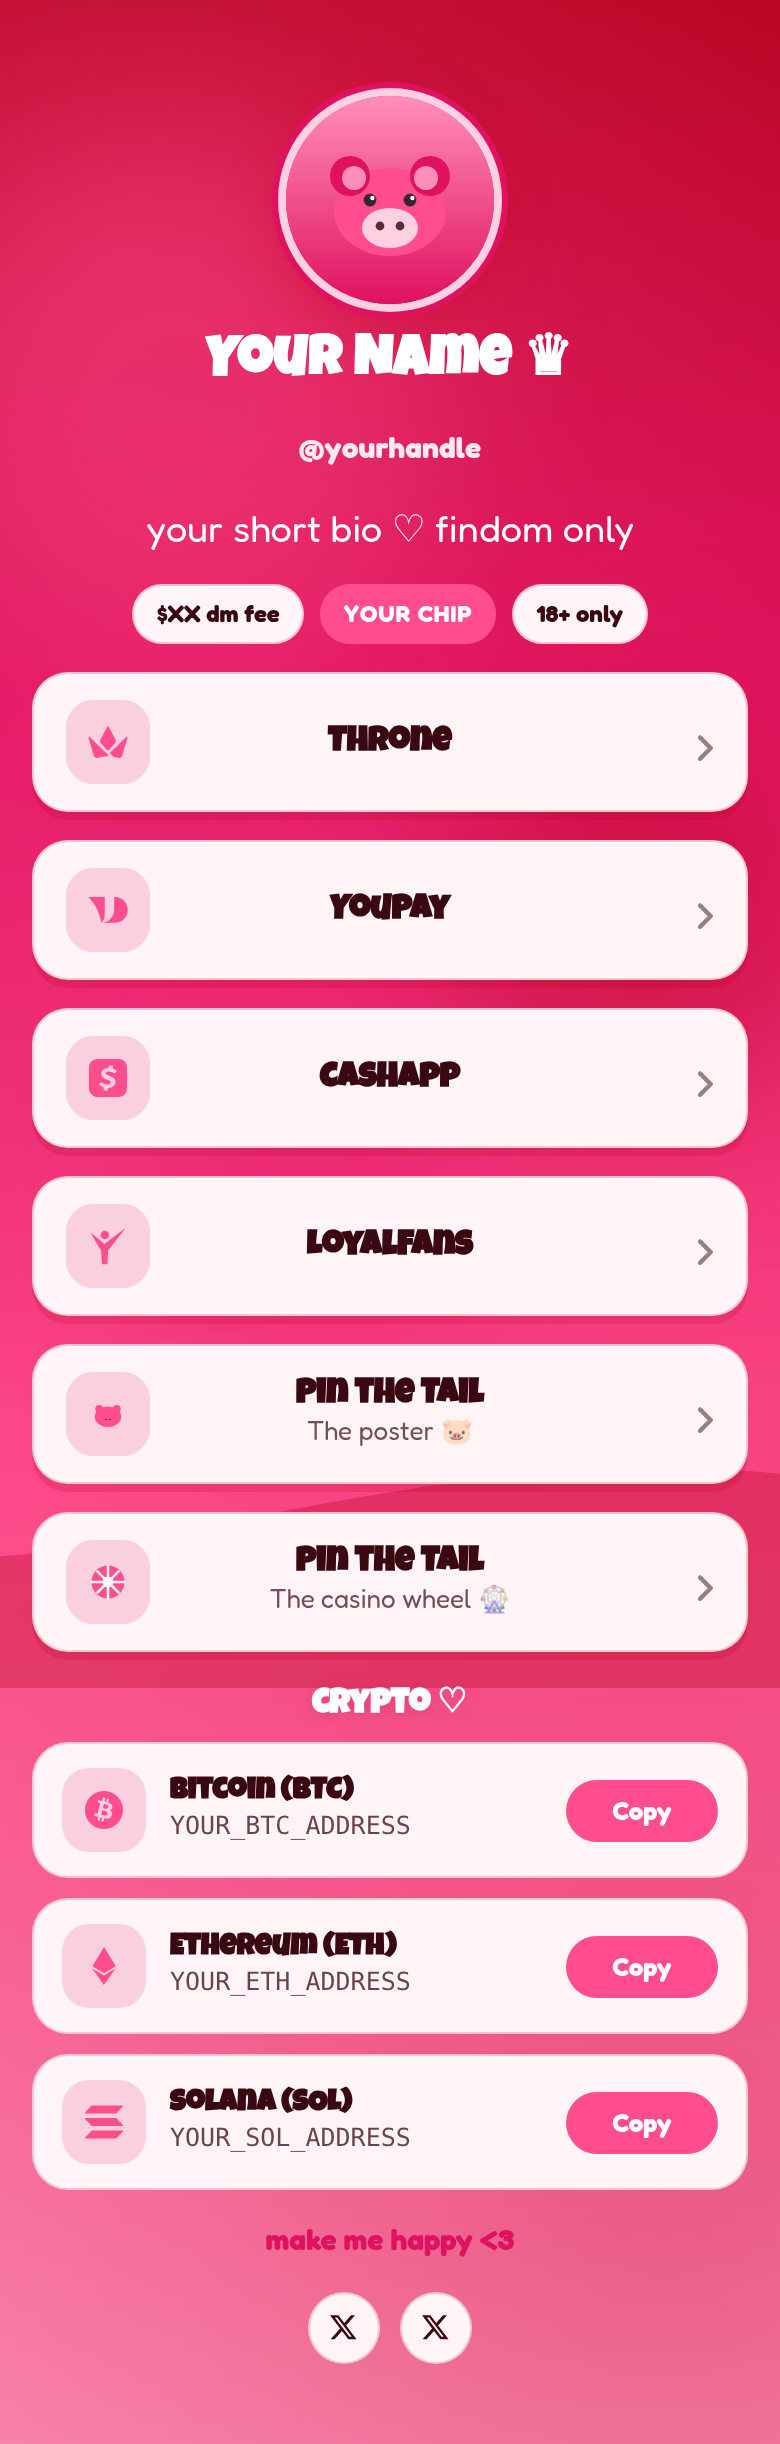 YOUR NAME ♛
@yourhandle
your short bio ♡ findom only
$XX dm fee
YOUR CHIP
18+ only
THRONE
YOUPAY
$
CASHAPP
LOYALFANS
PIN THE TAIL
The poster 🐷
PIN THE TAIL
The casino wheel 🎡
CRYPTO ♡
BITCOIN (BTC)
YOUR_BTC_ADDRESS
Copy
ETHEREUM (ETH)
YOUR_ETH_ADDRESS
Copy
SOLANA (SOL)
YOUR_SOL_ADDRESS
Copy
make me happy <3